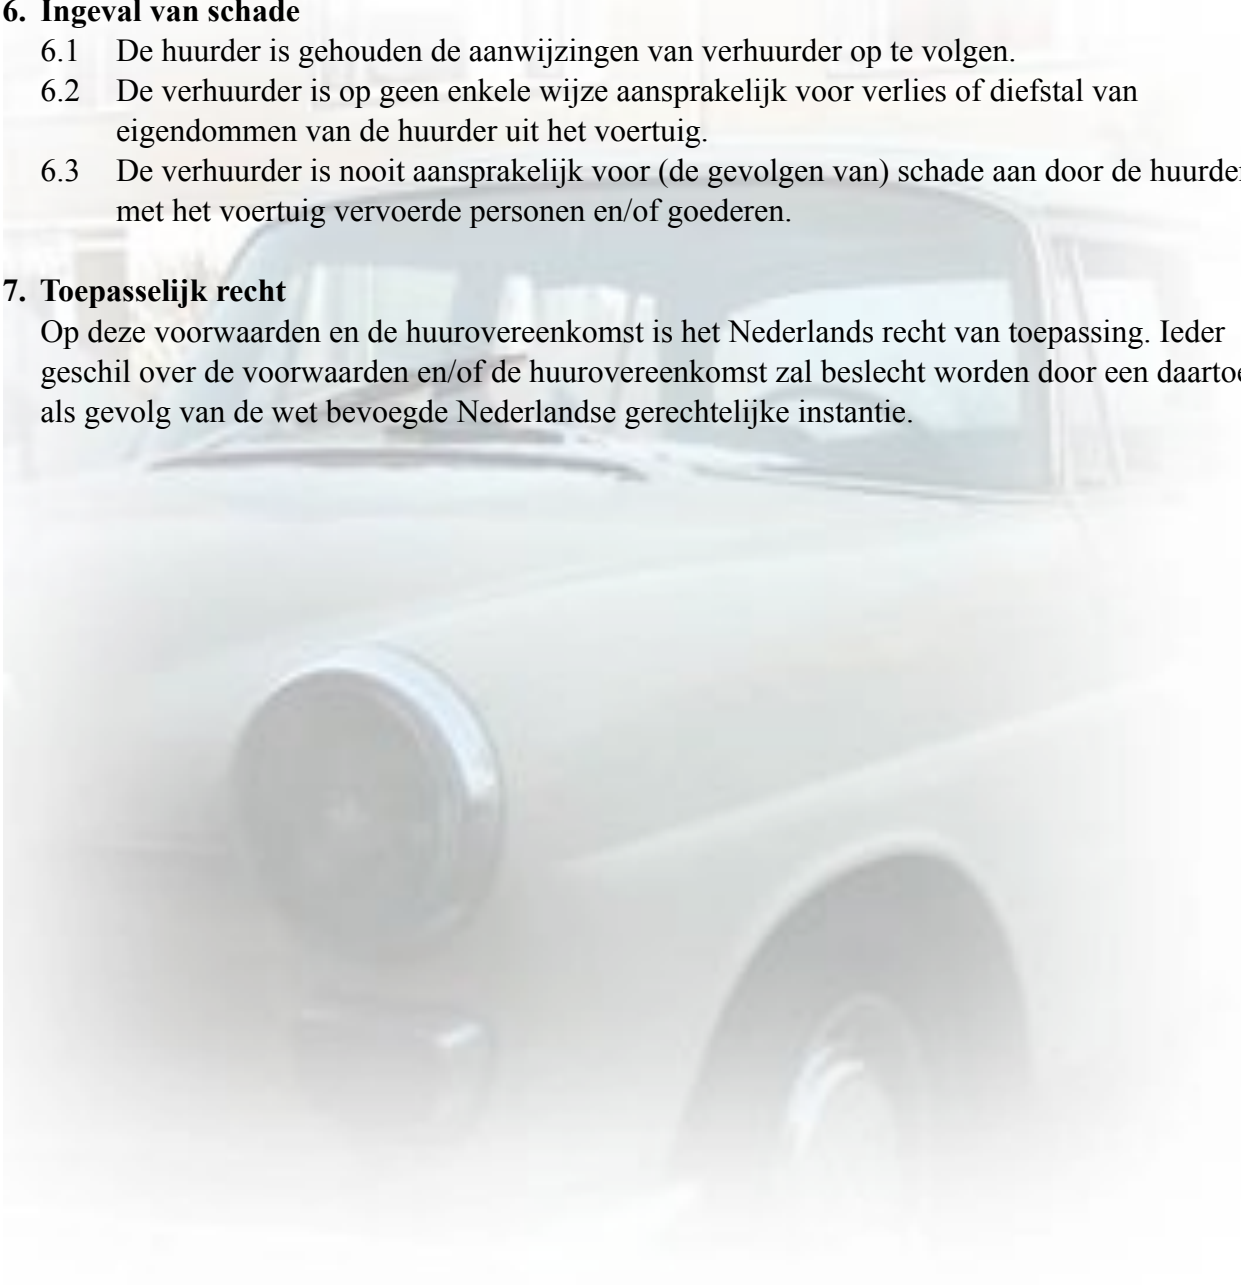 6. Ingeval van schade
6.1 De huurder is gehouden de aanwijzingen van verhuurder op te volgen.
6.2 De verhuurder is op geen enkele wijze aansprakelijk voor verlies of diefstal van
eigendommen van de huurder uit het voertuig.
6.3 De verhuurder is nooit aansprakelijk voor (de gevolgen van) schade aan door de huurder
met het voertuig vervoerde personen en/of goederen.
7. Toepasselijk recht
Op deze voorwaarden en de huurovereenkomst is het Nederlands recht van toepassing. Ieder
geschil over de voorwaarden en/of de huurovereenkomst zal beslecht worden door een daartoe
als gevolg van de wet bevoegde Nederlandse gerechtelijke instantie.